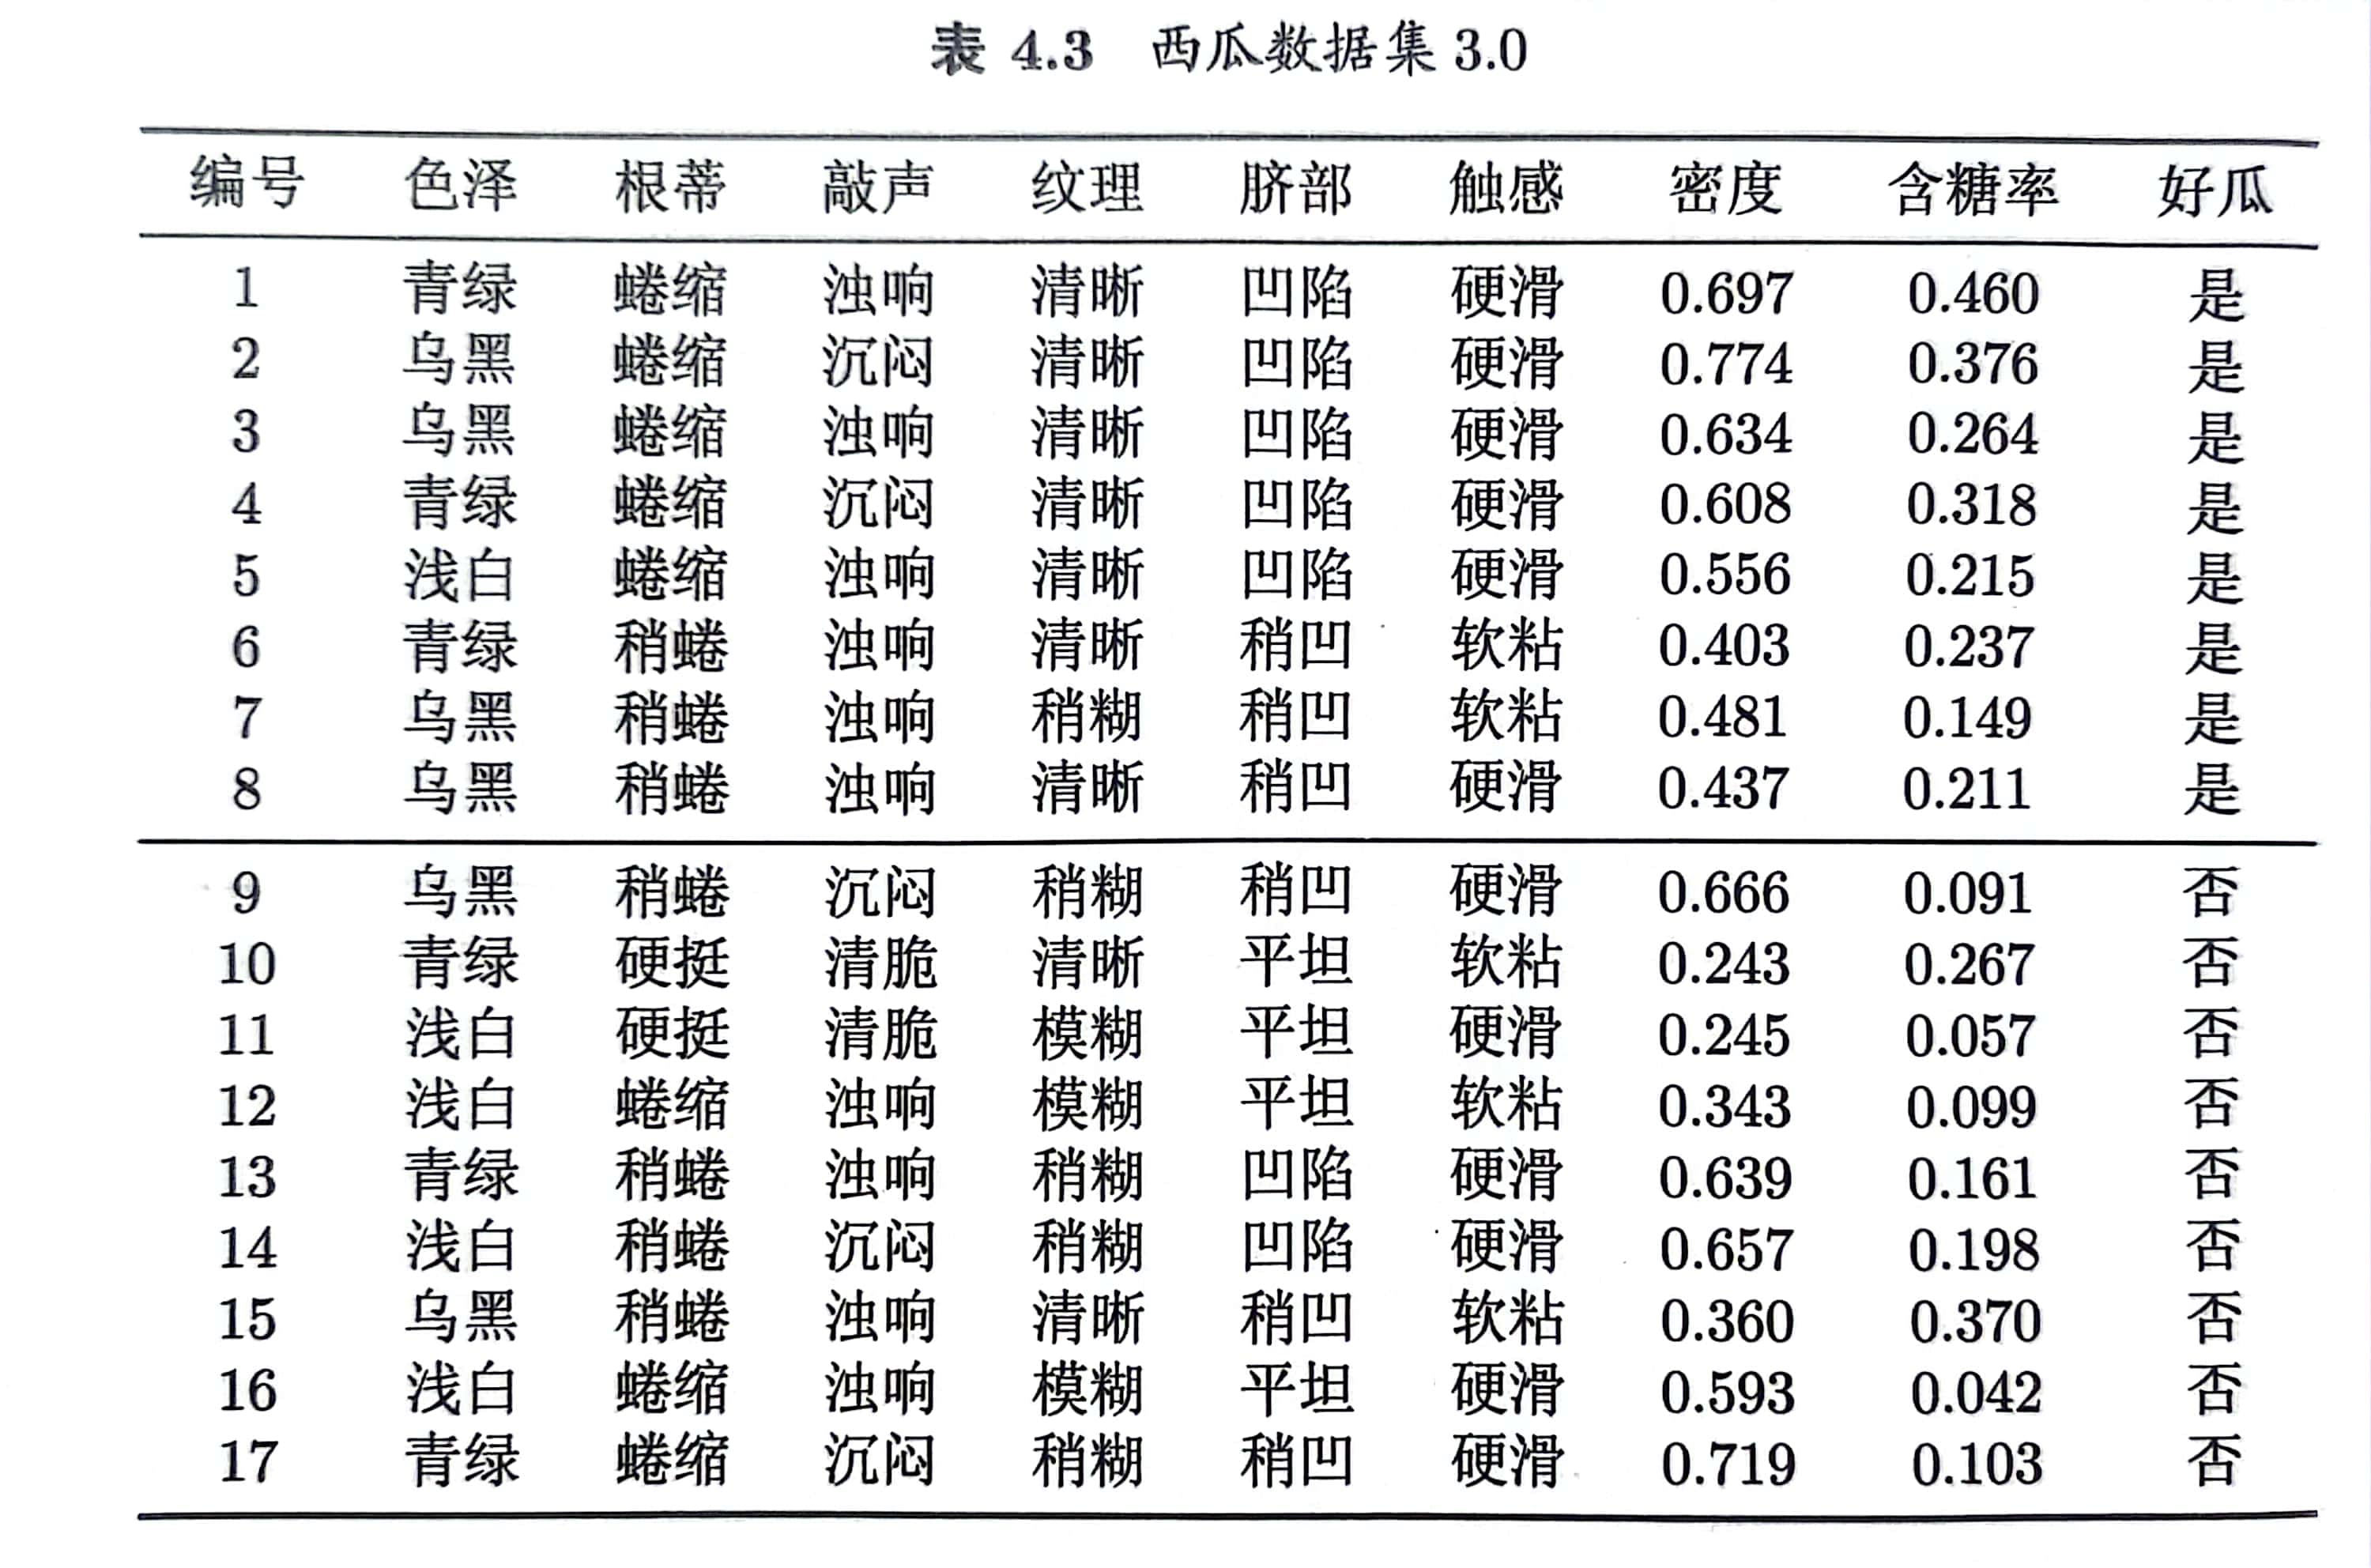 表 4.3 西瓜数据集 3.0
编号 色泽 根蒂 敲声 纹理 脐部 触感 密度 含糖率 好瓜
1 青绿 蜷缩 浊响 清晰 凹陷 硬滑 0.697 0.460 是
2 乌黑 蜷缩 沉闷 清晰 凹陷 硬滑 0.774 0.376 是
3 乌黑 蜷缩 浊响 清晰 凹陷 硬滑 0.634 0.264 是
4 青绿 蜷缩 沉闷 清晰 凹陷 硬滑 0.608 0.318 是
5 浅白 蜷缩 浊响 清晰 凹陷 硬滑 0.556 0.215 是
6 青绿 稍蜷 浊响 清晰 稍凹 软粘 0.403 0.237 是
7 乌黑 稍蜷 浊响 稍糊 稍凹 软粘 0.481 0.149 是
8 乌黑 稍蜷 浊响 清晰 稍凹 硬滑 0.437 0.211 是
9 乌黑 稍蜷 沉闷 稍糊 稍凹 硬滑 0.666 0.091 否
10 青绿 硬挺 清脆 清晰 平坦 软粘 0.243 0.267 否
11 浅白 硬挺 清脆 模糊 平坦 硬滑 0.245 0.057 否
12 浅白 蜷缩 浊响 模糊 平坦 软粘 0.343 0.099 否
13 青绿 稍蜷 浊响 稍糊 凹陷 硬滑 0.639 0.161 否
14 浅白 稍蜷 沉闷 稍糊 凹陷 硬滑 0.657 0.198 否
15 乌黑 稍蜷 浊响 清晰 稍凹 软粘 0.360 0.370 否
16 浅白 蜷缩 浊响 模糊 平坦 硬滑 0.593 0.042 否
17 青绿 蜷缩 沉闷 稍糊 稍凹 硬滑 0.719 0.103 否